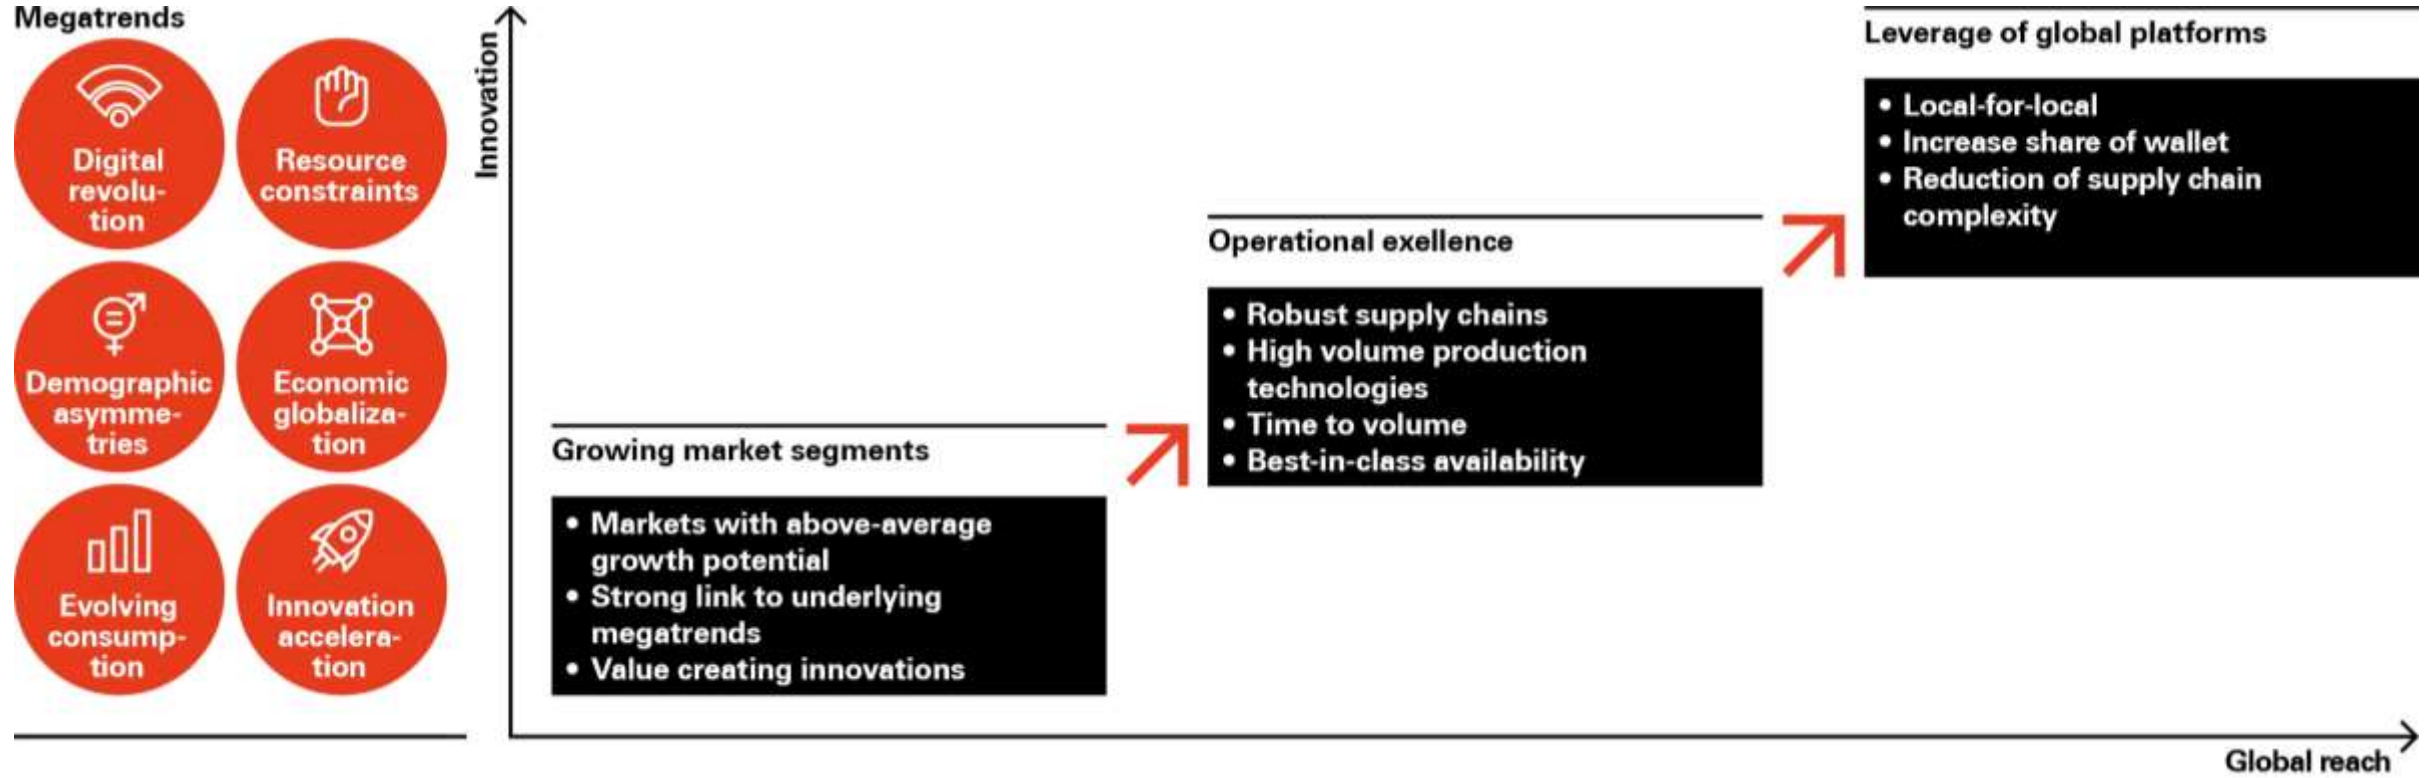 Megatrends
Digital
revolu-
tion
Resource
constraints
Demographic
asymme-
tries
Economic
globaliza-
tion
Evolving
consump-
tion
Innovation
accelera-
tion
Innovation
Growing market segments
• Markets with above-average
growth potential
• Strong link to underlying
megatrends
• Value creating innovations
Operational exellence
• Robust supply chains
• High volume production
technologies
• Time to volume
• Best-in-class availability
Leverage of global platforms
• Local-for-local
• Increase share of wallet
• Reduction of supply chain
complexity
Global reach